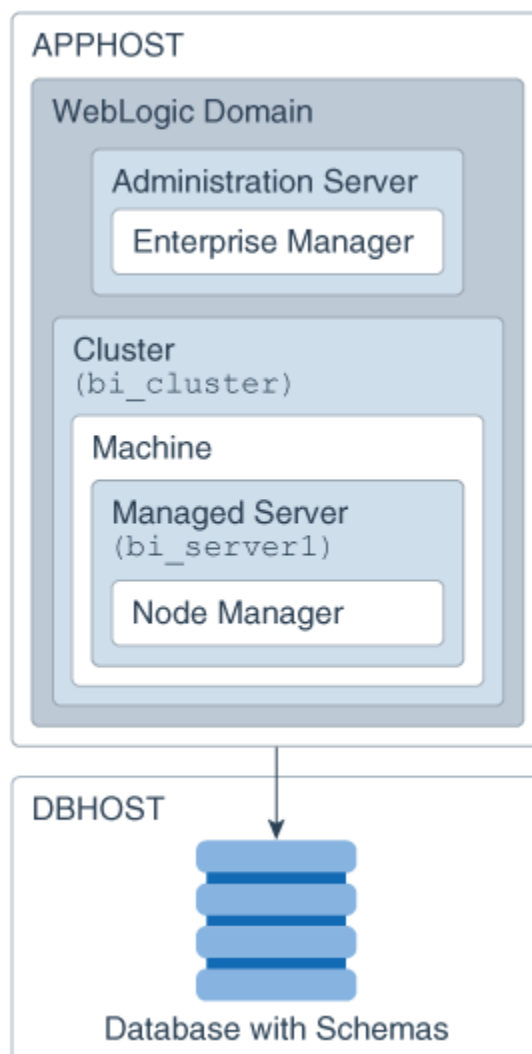 APPHOST
WebLogic Domain
Administration Server
Enterprise Manager
Cluster
(bi_cluster)
Machine
Managed Server
(bi_server1)
Node Manager
DBHOST
Database with Schemas